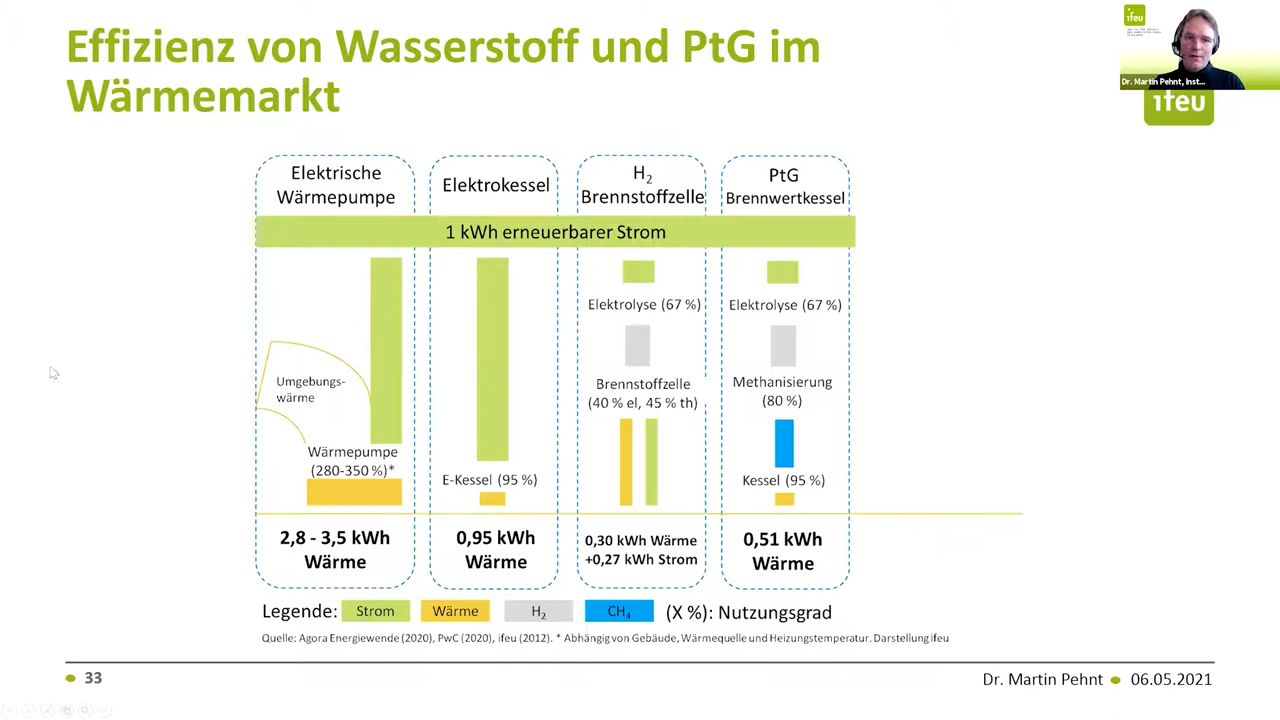 Effizienz von Wasserstoff und PtG im
Wärmemarkt
ifeu
Dr. Martin Pehnt, Inst...
ifeu
Elektrische
Wärmepumpe
Elektrokessel
H₂
Brennstoffzelle
PtG
Brennwertkessel
1 kWh erneuerbarer Strom
Umgebungs-
wärme
Wärmepumpe
(280-350 %)*
E-Kessel (95 %)
Elektrolyse (67 %)
Brennstoffzelle
(40 % el, 45 % th)
Elektrolyse (67 %)
Methanisierung
(80 %)
Kessel (95 %)
2,8 - 3,5 kWh
Wärme
0,95 kWh
Wärme
0,30 kWh Wärme
+0,27 kWh Strom
0,51 kWh
Wärme
Legende: Strom Wärme H₂ CH₄ (X %): Nutzungsgrad
Quelle: Agora Energiewende (2020), PwC (2020), ifeu (2012). * Abhängig von Gebäude, Wärmequelle und Heizungstemperatur. Darstellung ifeu
33
Dr. Martin Pehnt 06.05.2021